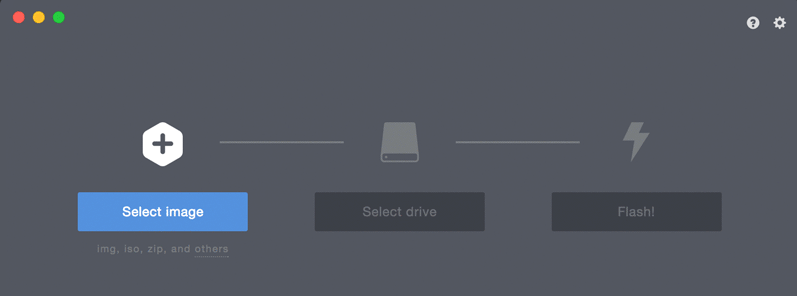 Select image
Select drive
Flash!
img, iso, zip, and others